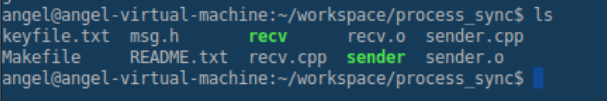 angel@angel-virtual-machine:~/workspace/process_sync$ ls
keyfile.txt  msg.h       recv      recv.o  sender.cpp
Makefile     README.txt  recv.cpp  sender  sender.o
angel@angel-virtual-machine:~/workspace/process_sync$